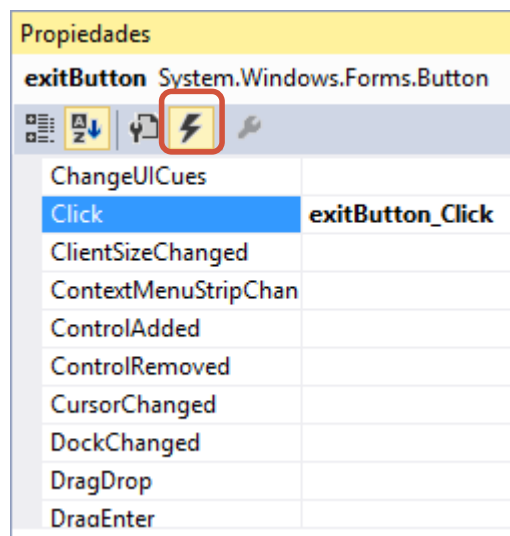 Propiedades
exitButton System.Windows.Forms.Button
ChangeUICues
Click exitButton_Click
ClientSizeChanged
ContextMenuStripChan
ControlAdded
ControlRemoved
CursorChanged
DockChanged
DragDrop
DragEnter